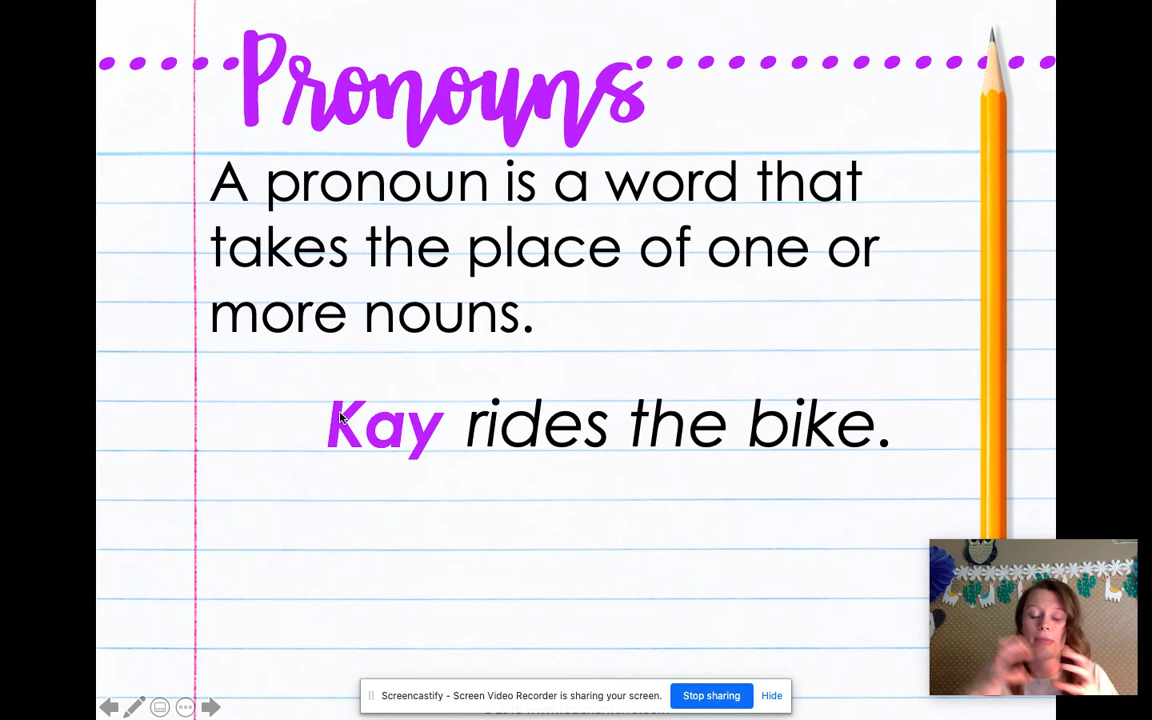 Pronouns
A pronoun is a word that
takes the place of one or
more nouns.
Kay rides the bike.
Screencastify - Screen Video Recorder is sharing your screen.
Stop sharing
Hide